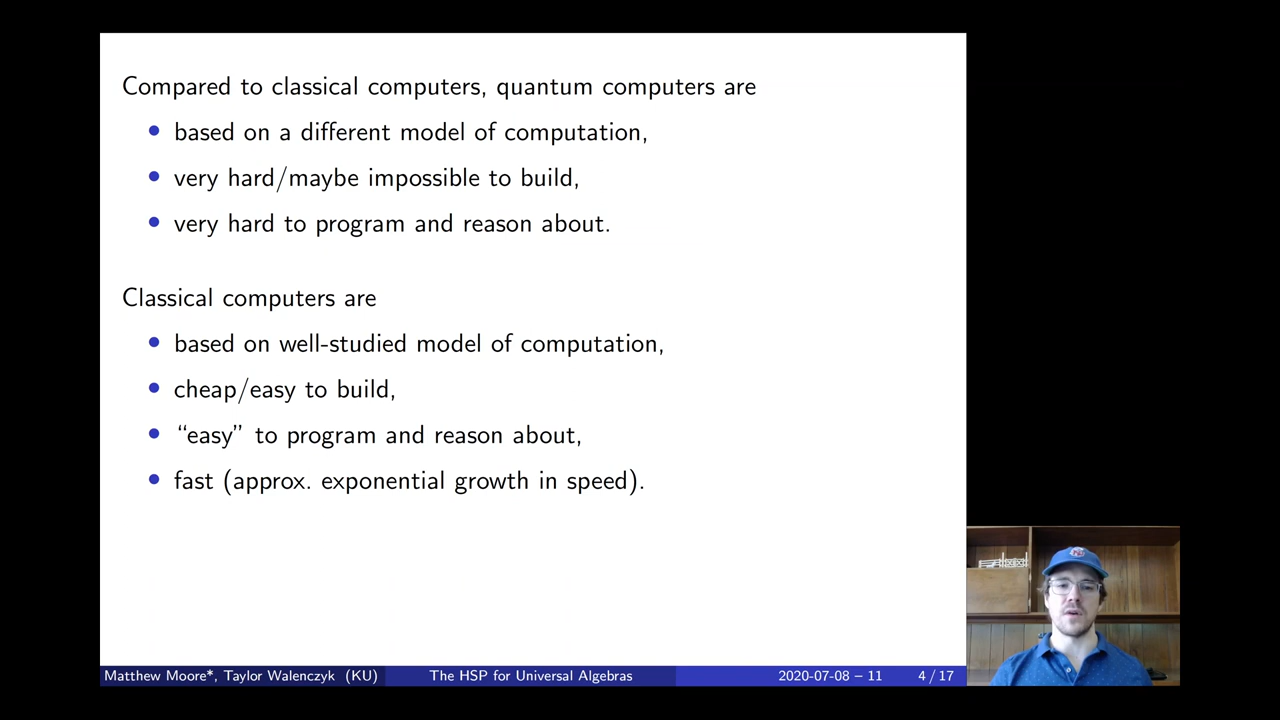 Compared to classical computers, quantum computers are
• based on a different model of computation,
• very hard/maybe impossible to build,
• very hard to program and reason about.
Classical computers are
• based on well-studied model of computation,
• cheap/easy to build,
• “easy” to program and reason about,
• fast (approx. exponential growth in speed).
Matthew Moore*, Taylor Walenczyk (KU) The HSP for Universal Algebras 2020-07-08 – 11 4 / 17